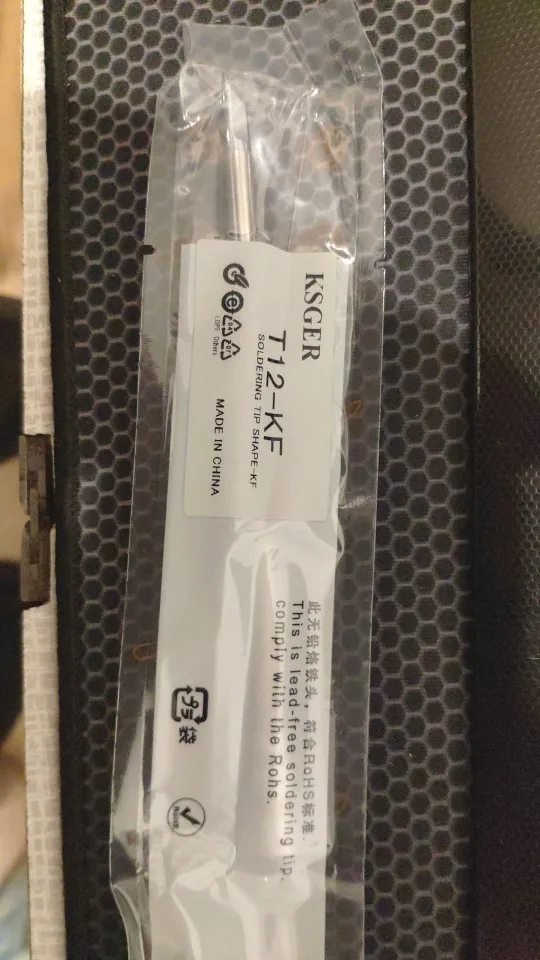 KSGER
T12-KF
SOLDERING TIP SHAPE-KF
MADE IN CHINA
此无铅烙铁头，符合RoHS标准.
This is lead-free soldering tip.
comply with the Rohs.
袋